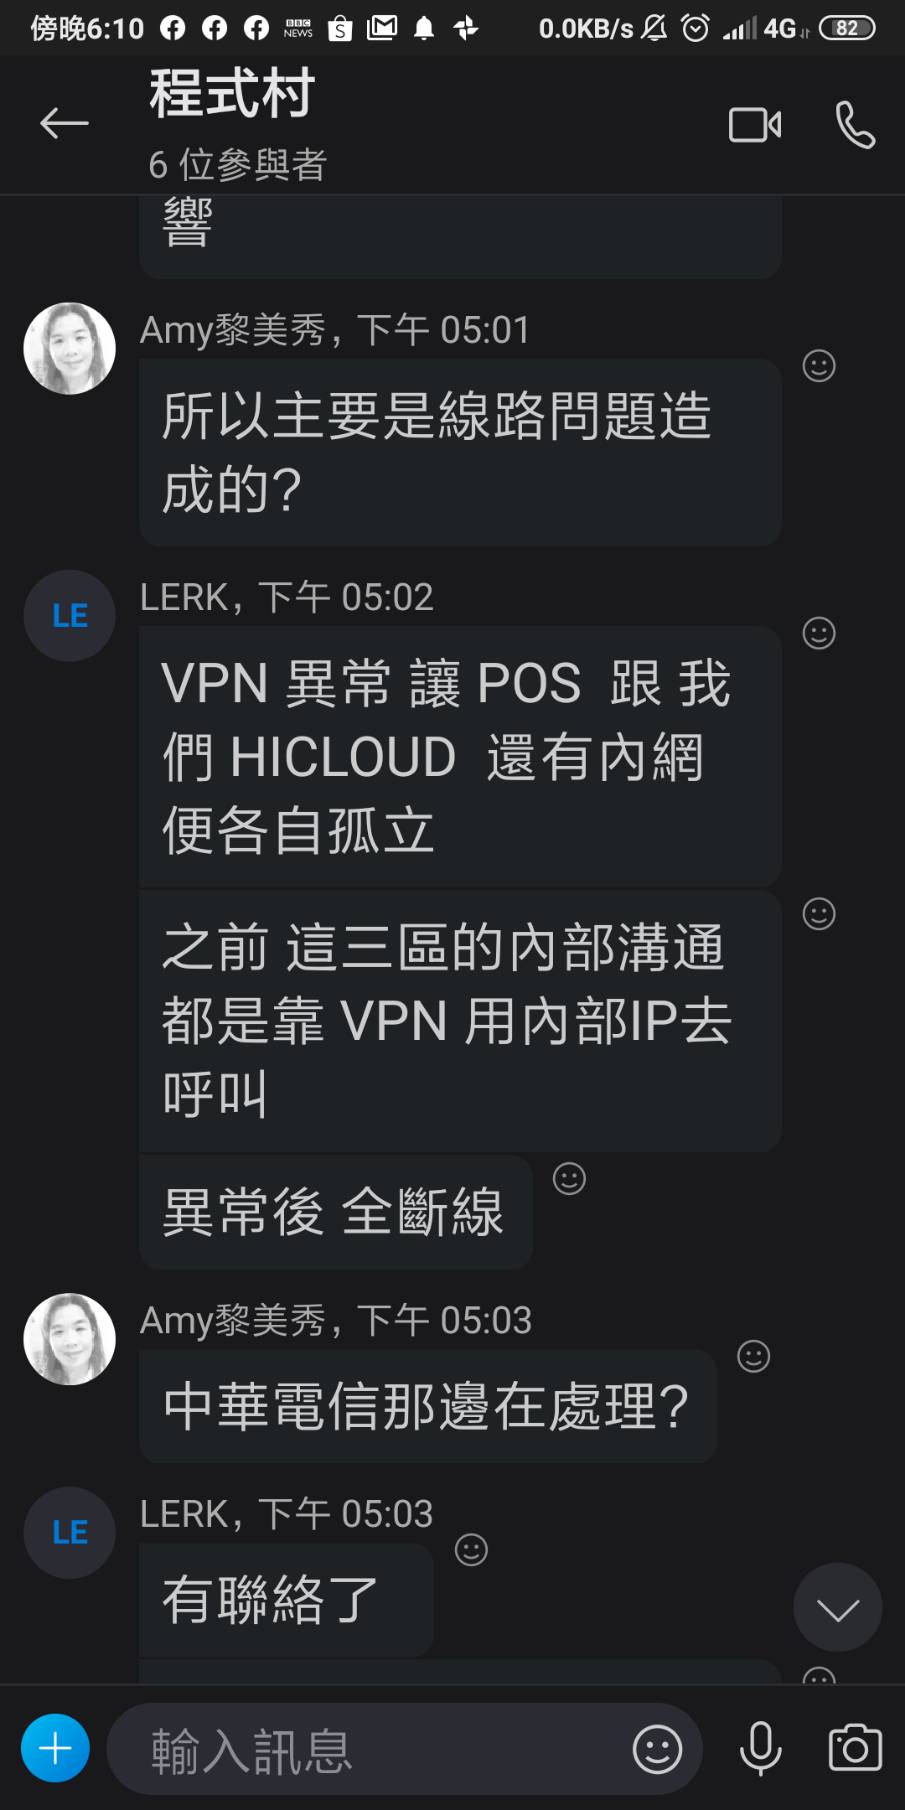 傍晚6:10 BBC NEWS 0.0KB/s 4G 82
程式村
6 位參與者
響
Amy黎美秀, 下午 05:01
所以主要是線路問題造
成的?
LERK, 下午 05:02
VPN 異常 讓 POS 跟 我
們 HICLOUD 還有內網
便各自孤立
之前 這三區的內部溝通
都是靠 VPN 用內部IP去
呼叫
異常後 全斷線
Amy黎美秀, 下午 05:03
中華電信那邊在處理?
LE LERK, 下午 05:03
有聯絡了
輸入訊息